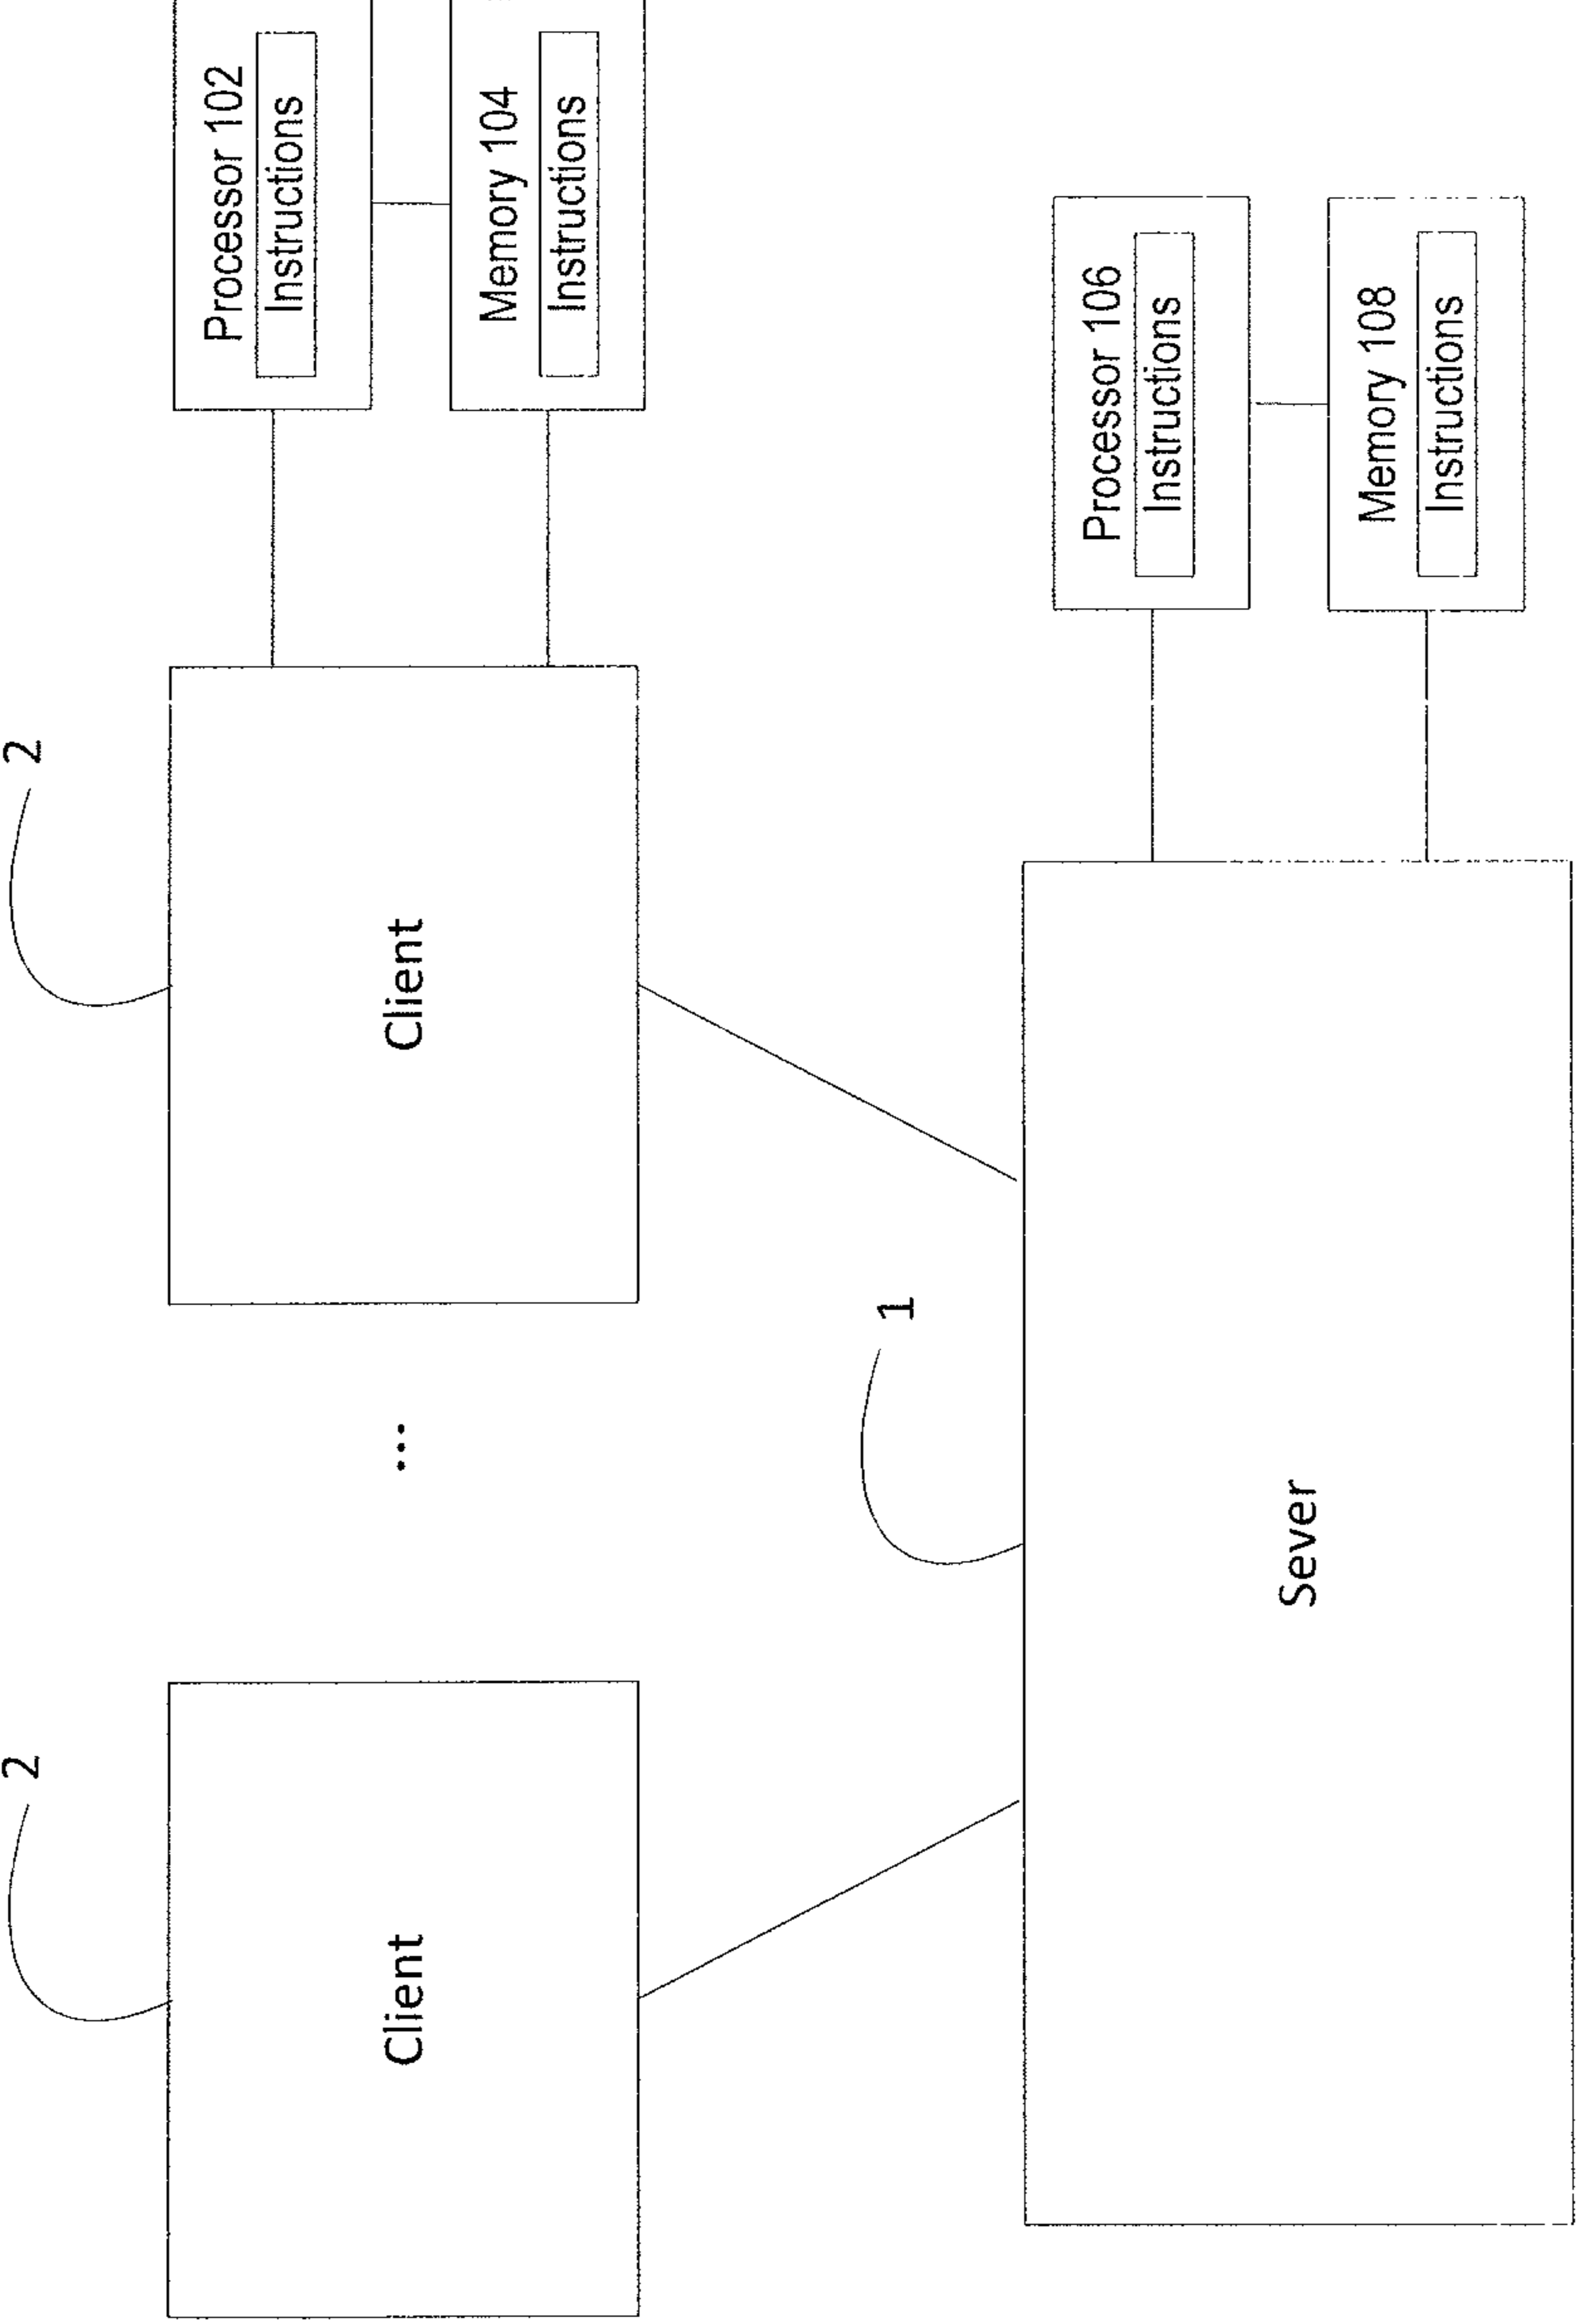 2
2
Client
...
Client
Processor 102
Instructions
Memory 104
Instructions
1
Sever
Processor 106
Instructions
Memory 108
Instructions